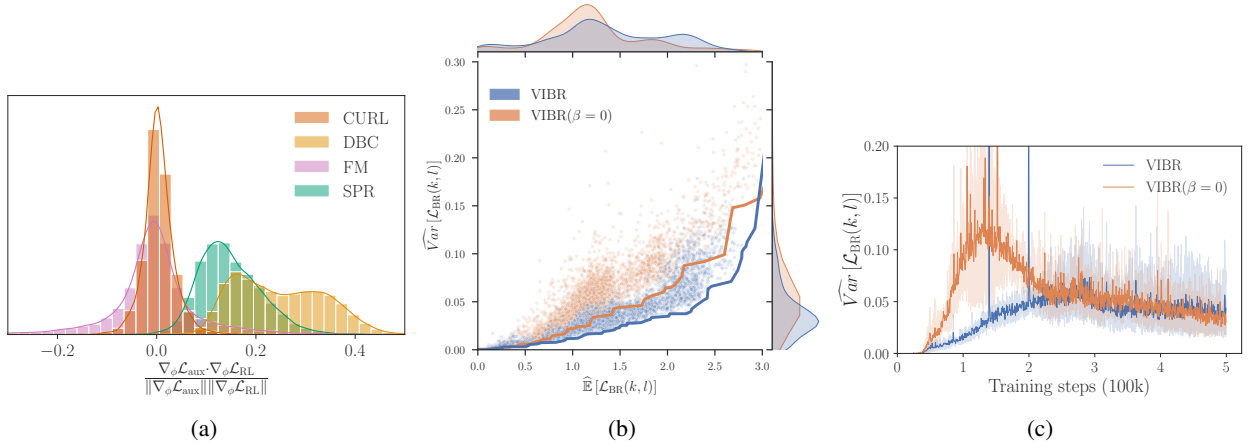 CURL
DBC
FM
SPR
−0.2 0.0 0.2 0.4
∇ϕℒaux·∇ϕℒRL
‖∇ϕℒaux‖‖∇ϕℒRL‖
(a)
VIBR
VIBR(β = 0)
0.30
0.25
0.20
0.15
0.10
0.05
0.00
V̂ar [ℒBR(k, l)]
0.0 0.5 1.0 1.5 2.0 2.5 3.0
𝔼̂ [ℒBR(k, l)]
(b)
VIBR
VIBR(β = 0)
0.20
0.15
0.10
0.05
0.00
V̂ar [ℒBR(k, l)]
1 2 3 4 5
Training steps (100k)
(c)